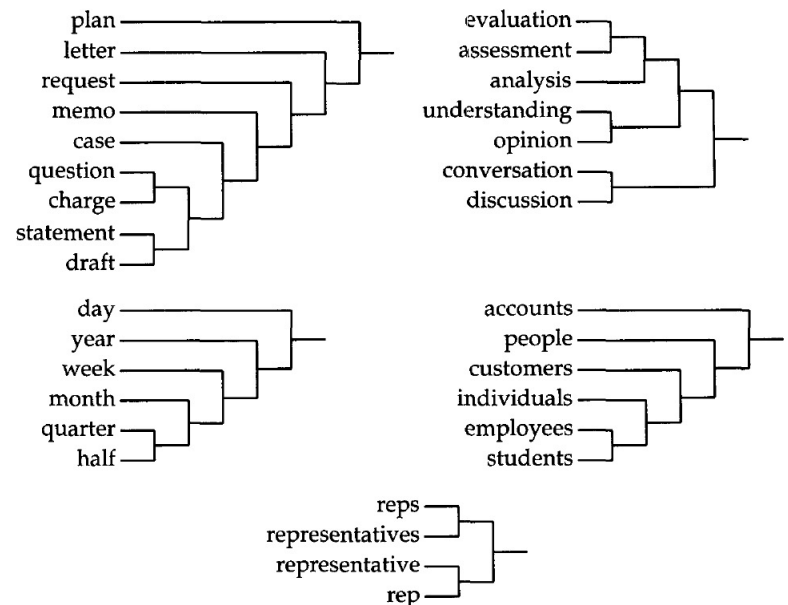 plan
letter
request
memo
case
question
charge
statement
draft
evaluation
assessment
analysis
understanding
opinion
conversation
discussion
day
year
week
month
quarter
half
accounts
people
customers
individuals
employees
students
reps
representatives
representative
rep